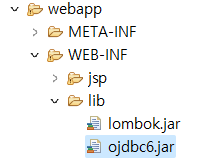 webapp
META-INF
WEB-INF
jsp
lib
lombok.jar
ojdbc6.jar